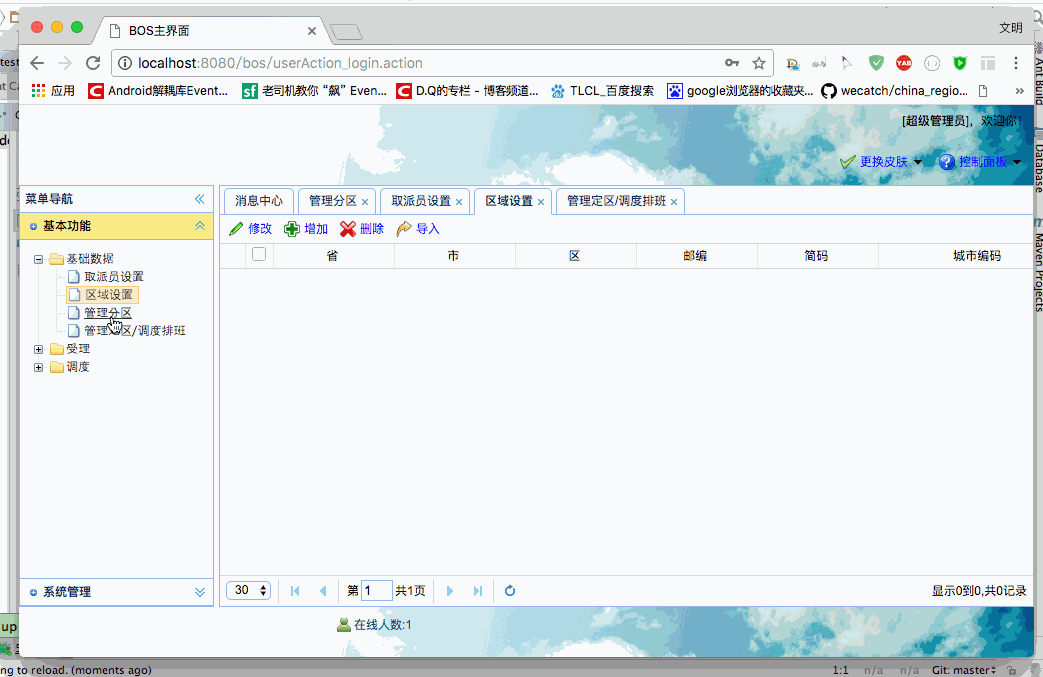 BOS主界面
文明
localhost:8080/bos/userAction_login.action
应用 Android解耦库Event... 老司机教你“飙”Even... D.Q的专栏 - 博客频道... TLCL_百度搜索 google浏览器的收藏夹... wecatch/china_regio... »
[超级管理员]，欢迎你！
更换皮肤 控制面板
菜单导航
基本功能
基础数据
取派员设置
区域设置
管理分区
管理定区/调度排班
受理
调度
系统管理
消息中心 管理分区 取派员设置 区域设置 管理定区/调度排班
修改 增加 删除 导入
省 市 区 邮编 简码 城市编码
30 第 1 共1页 显示0到0,共0记录
在线人数:1
test
up
Ant Build
Database
Maven Projects
ng to reload. (moments ago) 1:1 n/a n/a Git: master